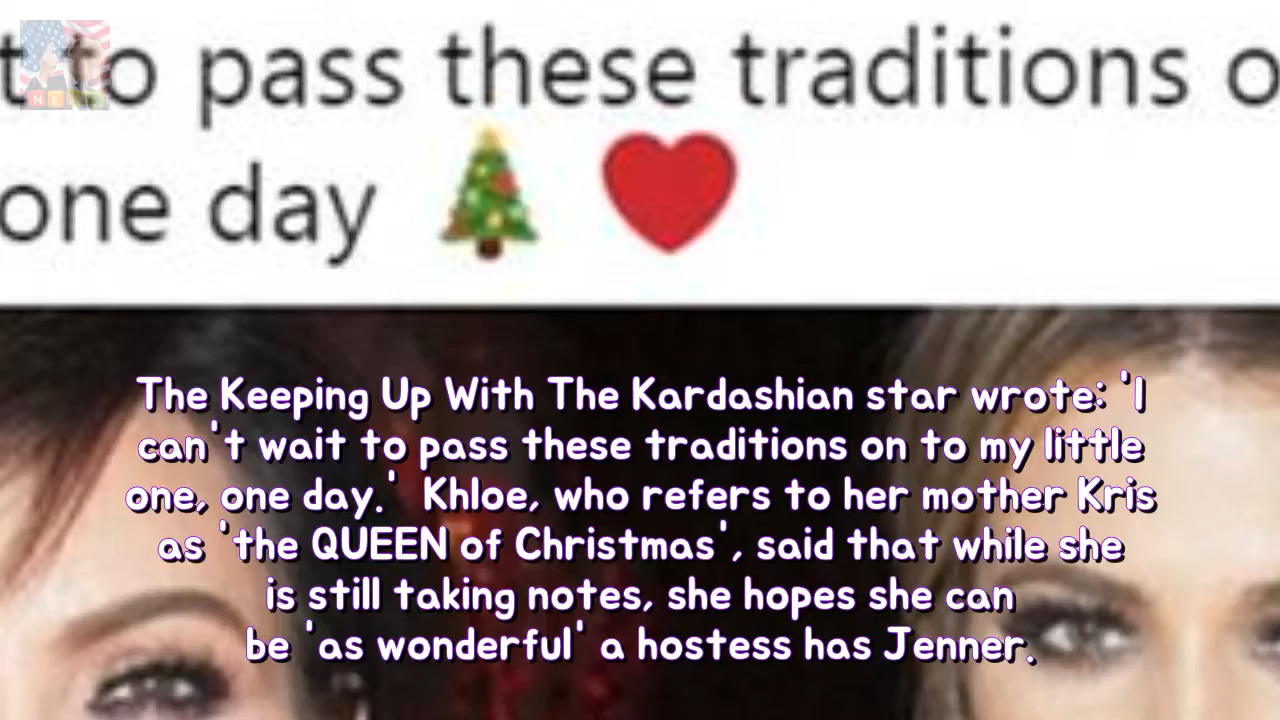 t to pass these traditions o
one day
The Keeping Up With The Kardashian star wrote: 'I
can't wait to pass these traditions on to my little
one, one day.'  Khloe, who refers to her mother Kris
as 'the QUEEN of Christmas', said that while she
is still taking notes, she hopes she can
be 'as wonderful' a hostess has Jenner.